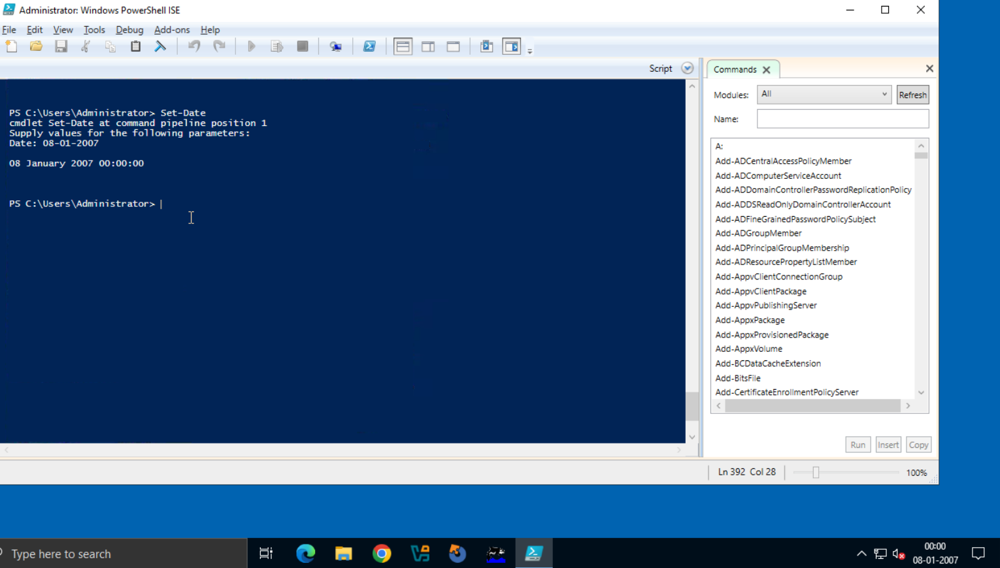 Administrator: Windows PowerShell ISE
File Edit View Tools Debug Add-ons Help
Script
PS C:\Users\Administrator> Set-Date
cmdlet Set-Date at command pipeline position 1
Supply values for the following parameters:
Date: 08-01-2007
08 January 2007 00:00:00
PS C:\Users\Administrator>
Commands
Modules: All Refresh
Name:
A:
Add-ADCentralAccessPolicyMember
Add-ADComputerServiceAccount
Add-ADDomainControllerPasswordReplicationPolicy
Add-ADDSReadOnlyDomainControllerAccount
Add-ADFineGrainedPasswordPolicySubject
Add-ADGroupMember
Add-ADPrincipalGroupMembership
Add-ADResourcePropertyListMember
Add-AppvClientConnectionGroup
Add-AppvClientPackage
Add-AppvPublishingServer
Add-AppxPackage
Add-AppxProvisionedPackage
Add-AppxVolume
Add-BCDataCacheExtension
Add-BitsFile
Add-CertificateEnrollmentPolicyServer
Run Insert Copy
Ln 392 Col 28 100%
Type here to search
00:00
08-01-2007